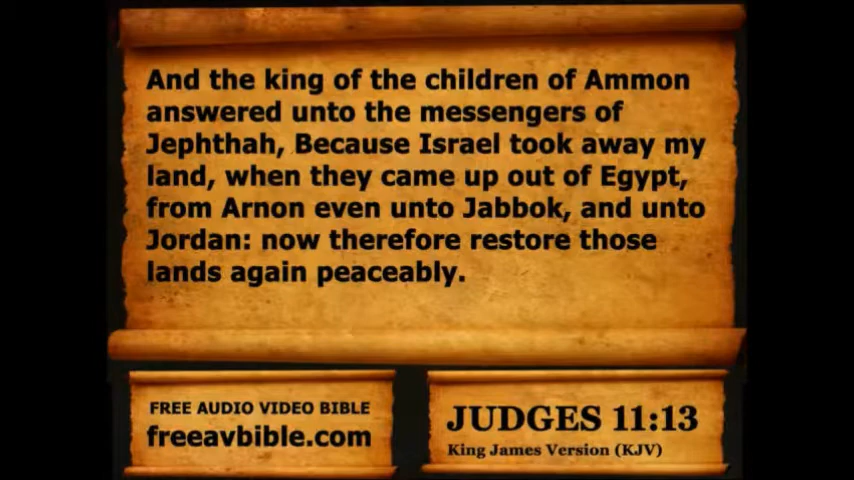 And the king of the children of Ammon
answered unto the messengers of
Jephthah, Because Israel took away my
land, when they came up out of Egypt,
from Arnon even unto Jabbok, and unto
Jordan: now therefore restore those
lands again peaceably.
FREE AUDIO VIDEO BIBLE
freeavbible.com
JUDGES 11:13
King James Version (KJV)